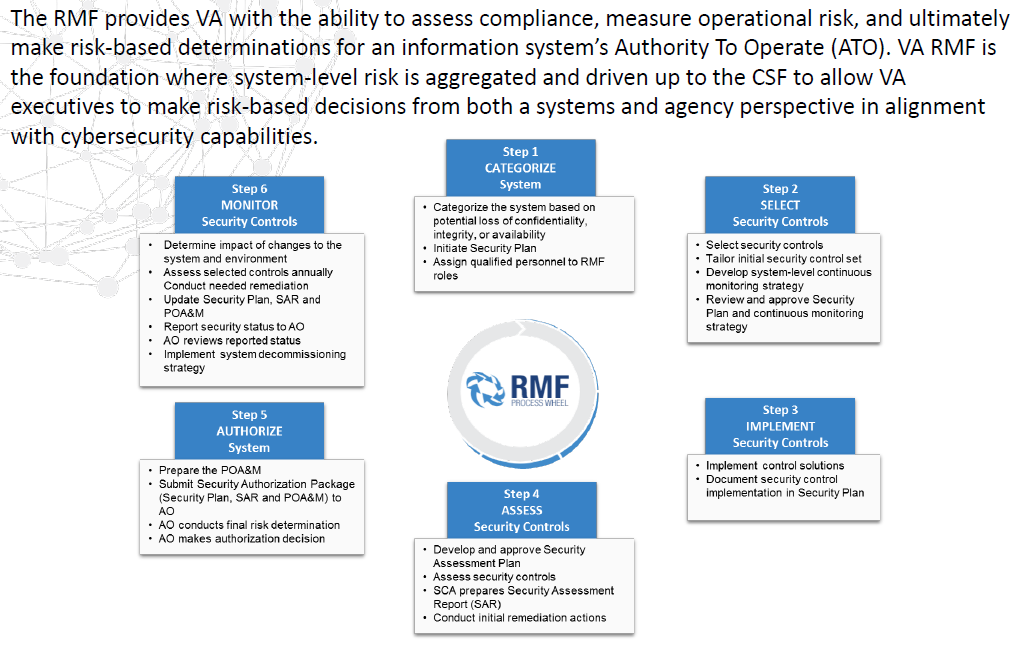 The RMF provides VA with the ability to assess compliance, measure operational risk, and ultimately
make risk-based determinations for an information system’s Authority To Operate (ATO). VA RMF is
the foundation where system-level risk is aggregated and driven up to the CSF to allow VA
executives to make risk-based decisions from both a systems and agency perspective in alignment
with cybersecurity capabilities.
Step 1
CATEGORIZE
System
• Categorize the system based on
potential loss of confidentiality,
integrity, or availability
• Initiate Security Plan
• Assign qualified personnel to RMF
roles
Step 2
SELECT
Security Controls
• Select security controls
• Tailor initial security control set
• Develop system-level continuous
monitoring strategy
• Review and approve Security
Plan and continuous monitoring
strategy
Step 3
IMPLEMENT
Security Controls
• Implement control solutions
• Document security control
implementation in Security Plan
Step 4
ASSESS
Security Controls
• Develop and approve Security
Assessment Plan
• Assess security controls
• SCA prepares Security Assessment
Report (SAR)
• Conduct initial remediation actions
Step 5
AUTHORIZE
System
• Prepare the POA&M
• Submit Security Authorization Package
(Security Plan, SAR and POA&M) to
AO
• AO conducts final risk determination
• AO makes authorization decision
Step 6
MONITOR
Security Controls
• Determine impact of changes to the
system and environment
• Assess selected controls annually
Conduct needed remediation
• Update Security Plan, SAR and
POA&M
• Report security status to AO
• AO reviews reported status
• Implement system decommissioning
strategy
RMF
PROCESS WHEEL